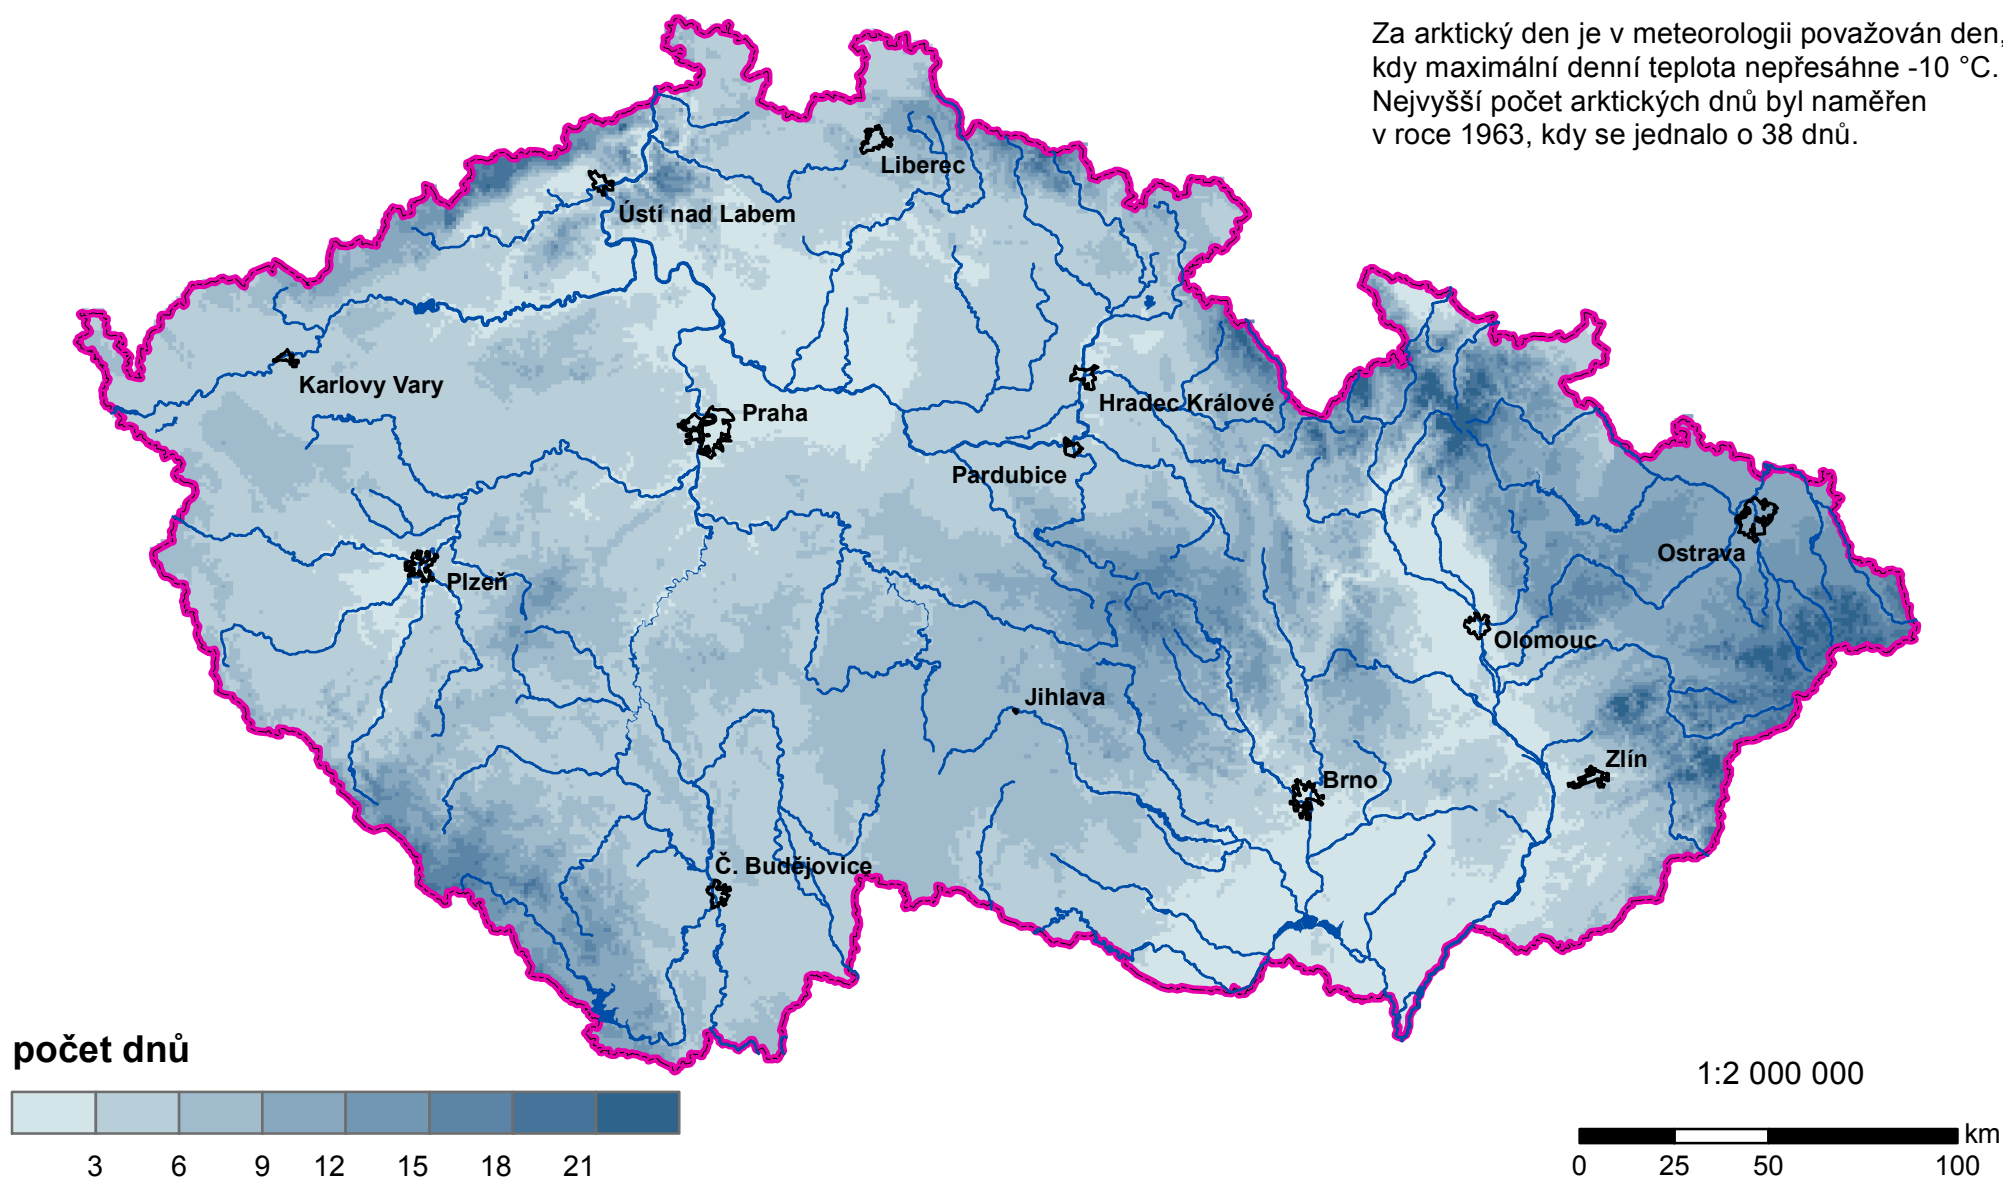 Za arktický den je v meteorologii považován den,
kdy maximální denní teplota nepřesáhne -10 °C.
Nejvyšší počet arktických dnů byl naměřen
v roce 1963, kdy se jednalo o 38 dnů.
Liberec
Ústí nad Labem
Karlovy Vary
Praha
Hradec Králové
Pardubice
Ostrava
Plzeň
Olomouc
Jihlava
Zlín
Brno
Č. Budějovice
počet dnů
3 6 9 12 15 18 21
1:2 000 000
km
0 25 50 100